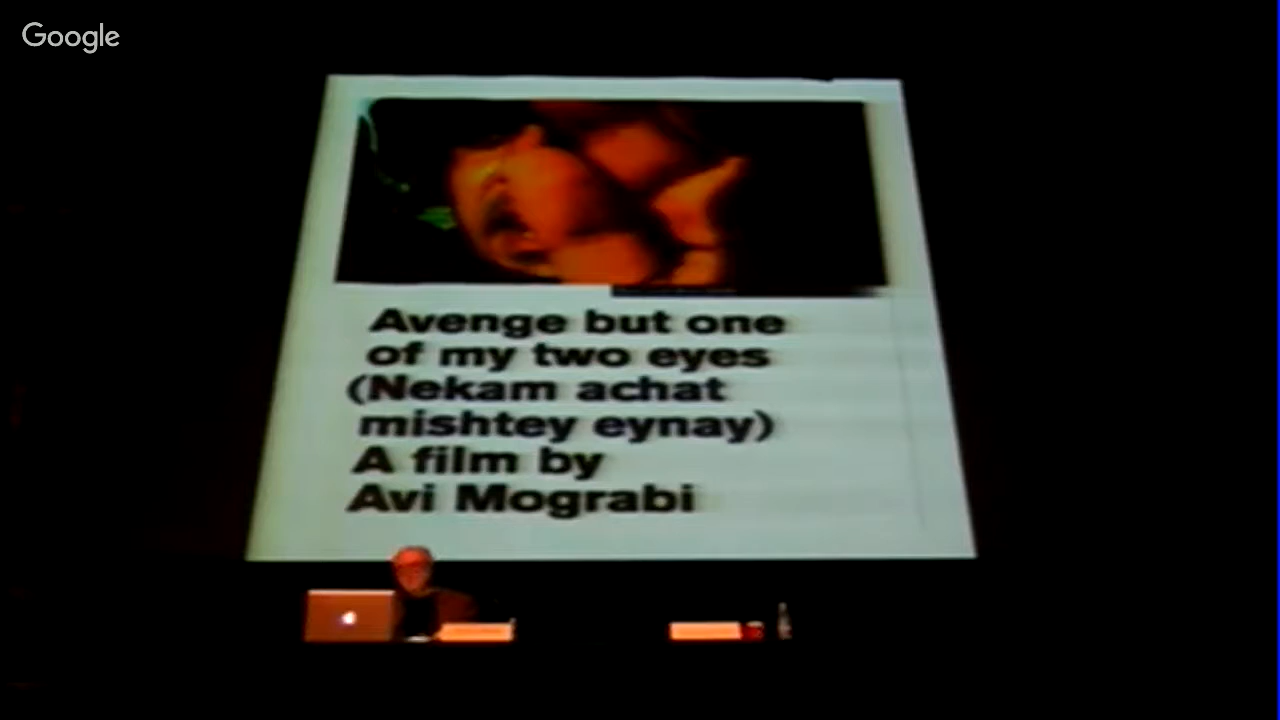 Google
Avenge but one
of my two eyes
(Nekam achat
mishtey eynay)
A film by
Avi Mograbi